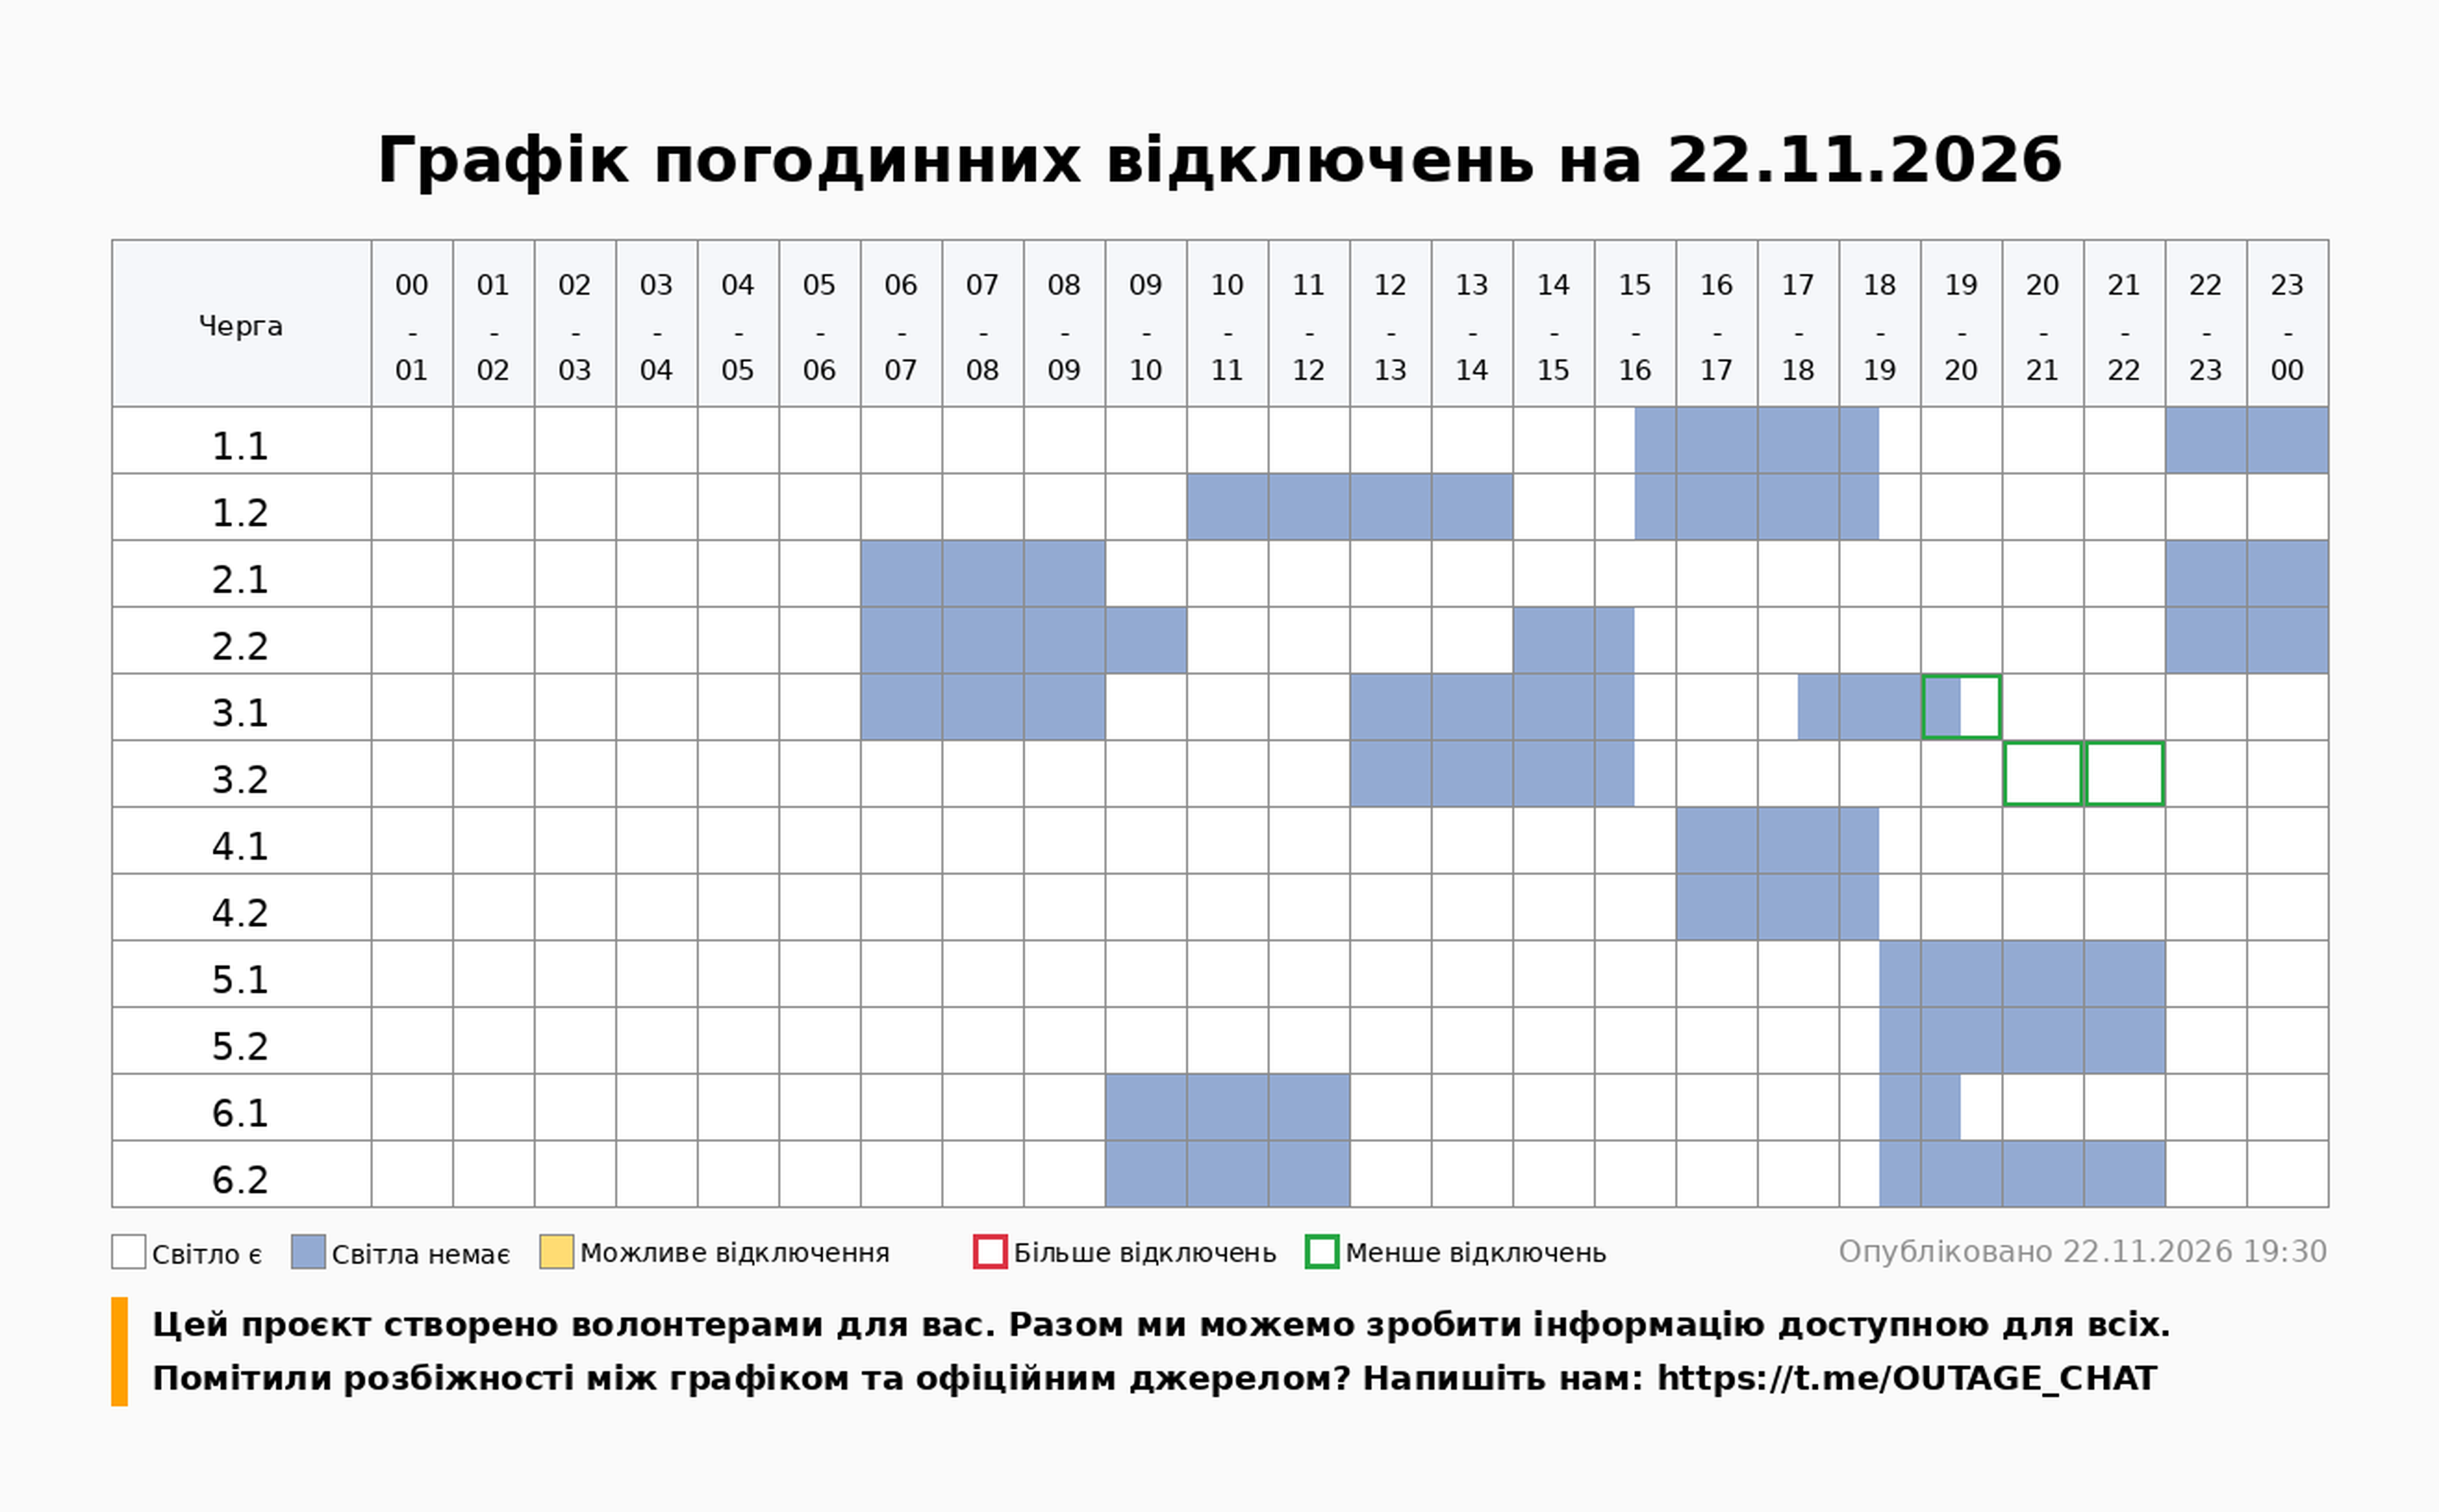 Графік погодинних відключень на 22.11.2026
Черга 00 - 01 01 - 02 02 - 03 03 - 04 04 - 05 05 - 06 06 - 07 07 - 08 08 - 09 09 - 10 10 - 11 11 - 12 12 - 13 13 - 14 14 - 15 15 - 16 16 - 17 17 - 18 18 - 19 19 - 20 20 - 21 21 - 22 22 - 23 23 - 00
1.1
1.2
2.1
2.2
3.1
3.2
4.1
4.2
5.1
5.2
6.1
6.2
Світло є Світла немає Можливе відключення Більше відключень Менше відключень Опубліковано 22.11.2026 19:30
Цей проєкт створено волонтерами для вас. Разом ми можемо зробити інформацію доступною для всіх.
Помітили розбіжності між графіком та офіційним джерелом? Напишіть нам: https://t.me/OUTAGE_CHAT